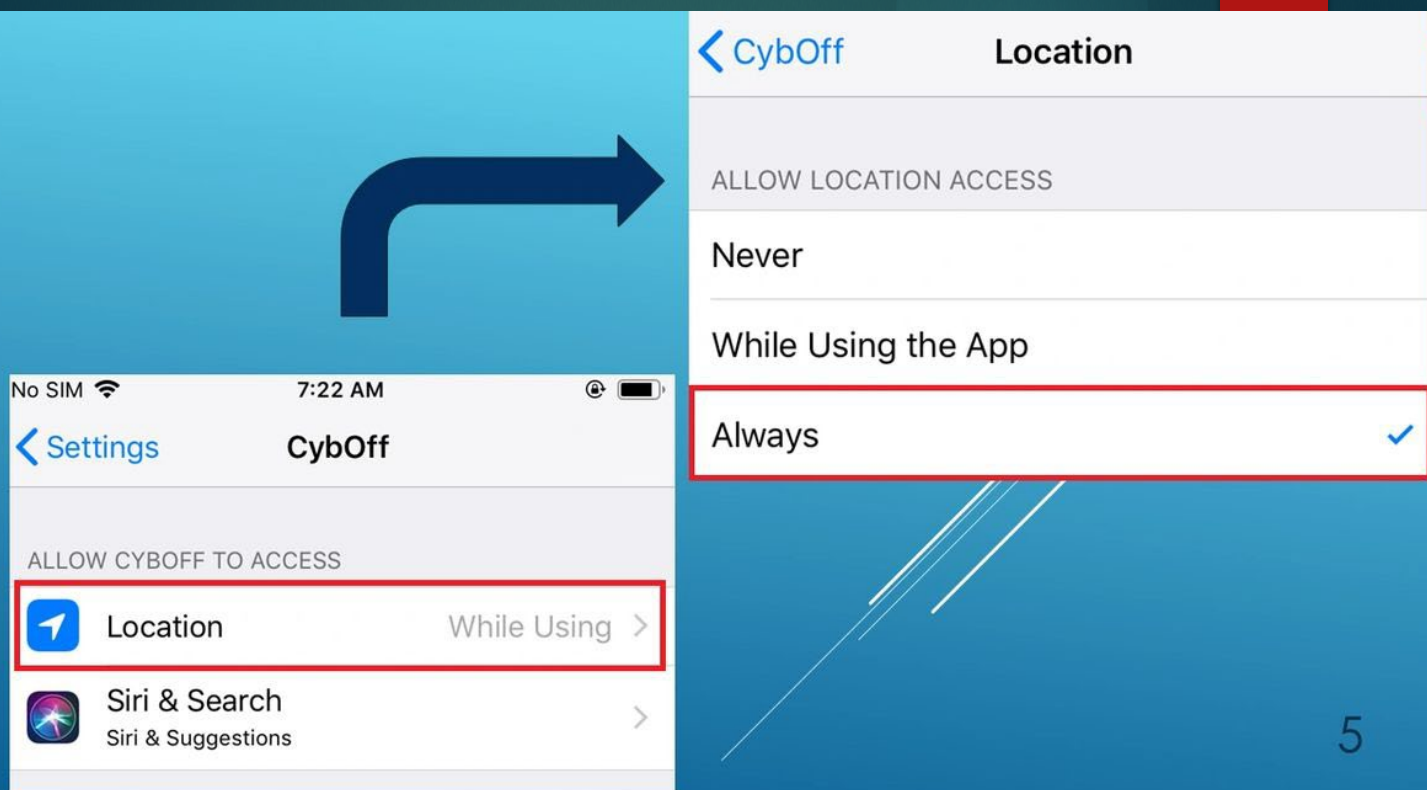 CybOff Location
ALLOW LOCATION ACCESS
Never
While Using the App
Always
No SIM 7:22 AM
Settings CybOff
ALLOW CYBOFF TO ACCESS
Location While Using
Siri & Search
Siri & Suggestions
5